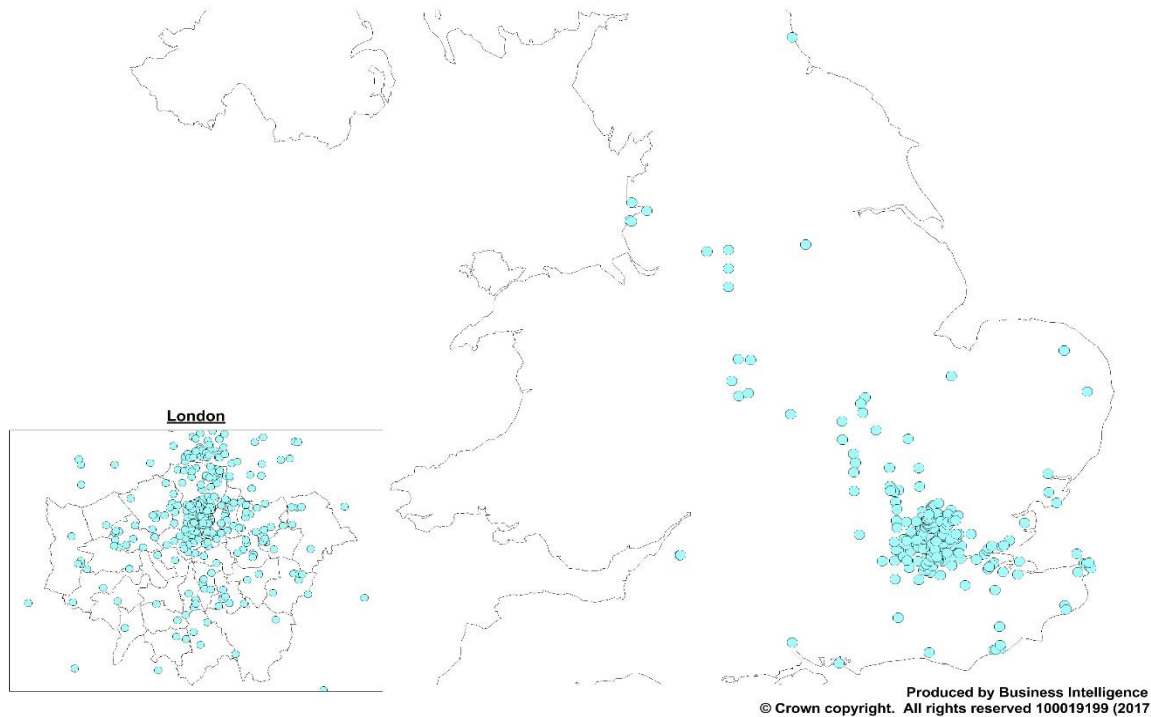 London
Produced by Business Intelligence
© Crown copyright. All rights reserved 100019199 (2017